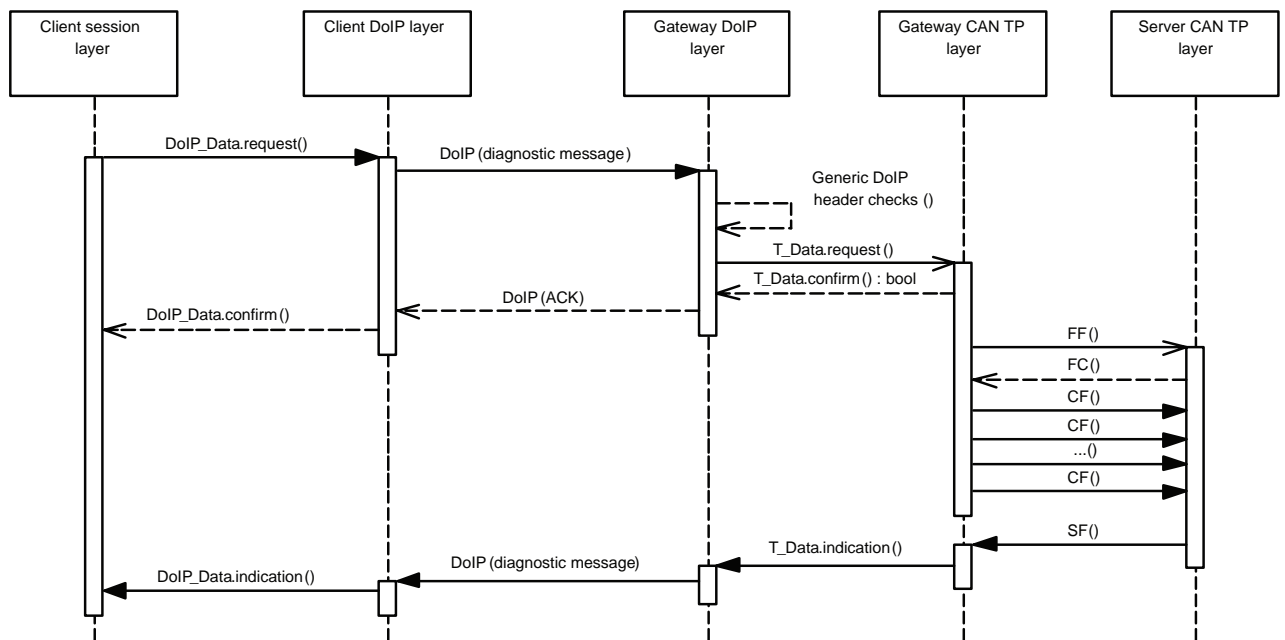 Client session
layer
Client DoIP layer
Gateway DoIP
layer
Gateway CAN TP
layer
Server CAN TP
layer
DoIP_Data.request()
DoIP (diagnostic message)
Generic DoIP
header checks ()
T_Data.request()
T_Data.confirm() : bool
DoIP (ACK)
DoIP_Data.confirm()
FF()
FC()
CF()
CF()
...()
CF()
SF()
T_Data.indication()
DoIP (diagnostic message)
DoIP_Data.indication()